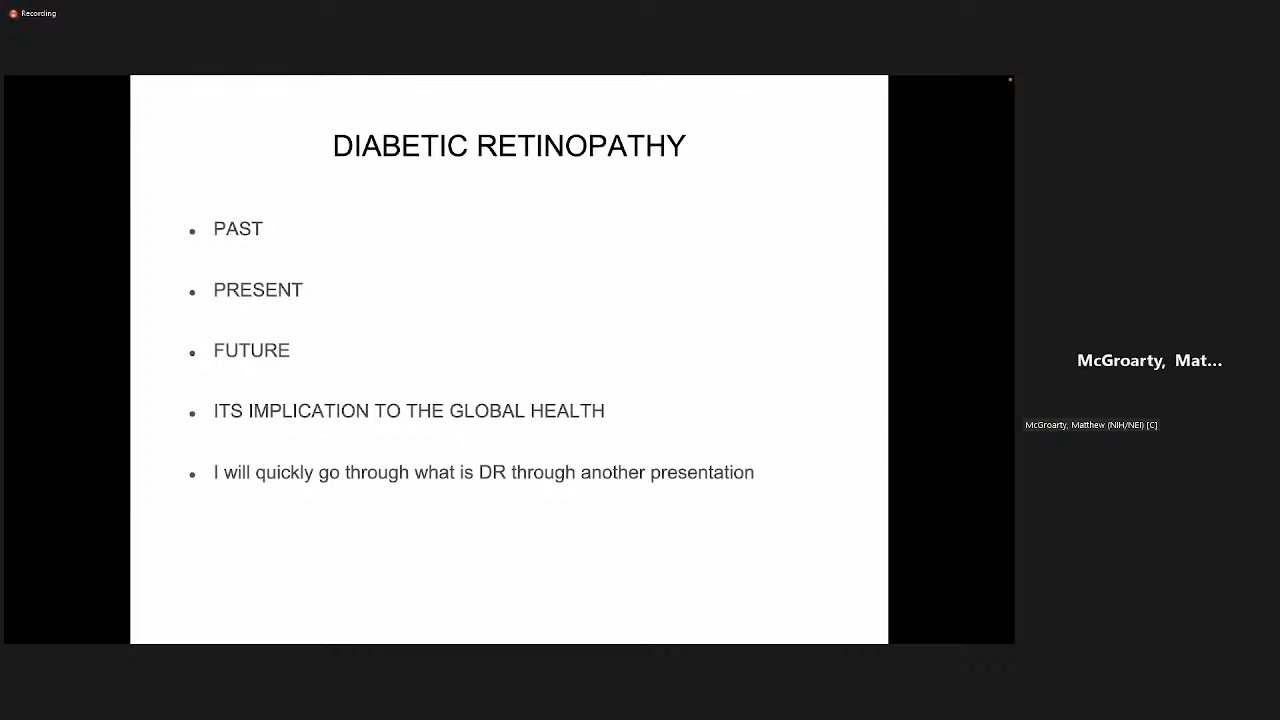 Recording
DIABETIC RETINOPATHY
• PAST
• PRESENT
• FUTURE
• ITS IMPLICATION TO THE GLOBAL HEALTH
• I will quickly go through what is DR through another presentation
McGroarty, Mat...
McGroarty, Matthew (NIH/NEI) [C]